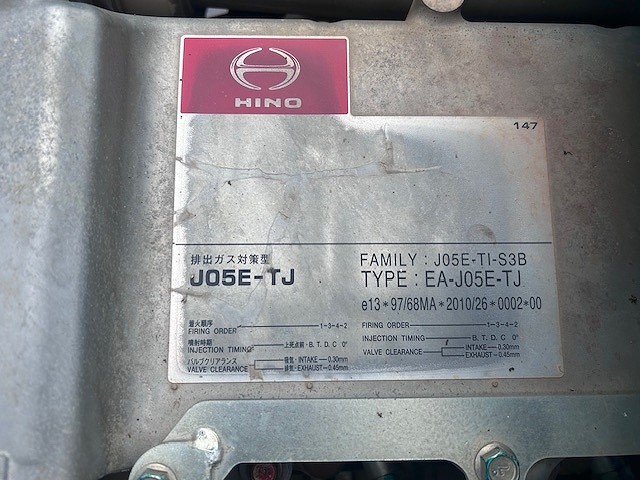 HINO
147
排出ガス対策型
J05E-TJ
FAMILY : J05E-TI-S3B
TYPE : EA-J05E-TJ
e13*97/68MA*2010/26*0002*00
着火順序
FIRING ORDER 1-3-4-2
噴射時期
INJECTION TIMING 上死点前・B.T.D.C 0°
バルブクリアランス
VALVE CLEARANCE
吸気・INTAKE-0.30mm
排気・EXHAUST-0.45mm
FIRING ORDER 1-3-4-2
INJECTION TIMING B.T.D.C 0°
VALVE CLEARANCE
INTAKE-0.30mm
EXHAUST-0.45mm